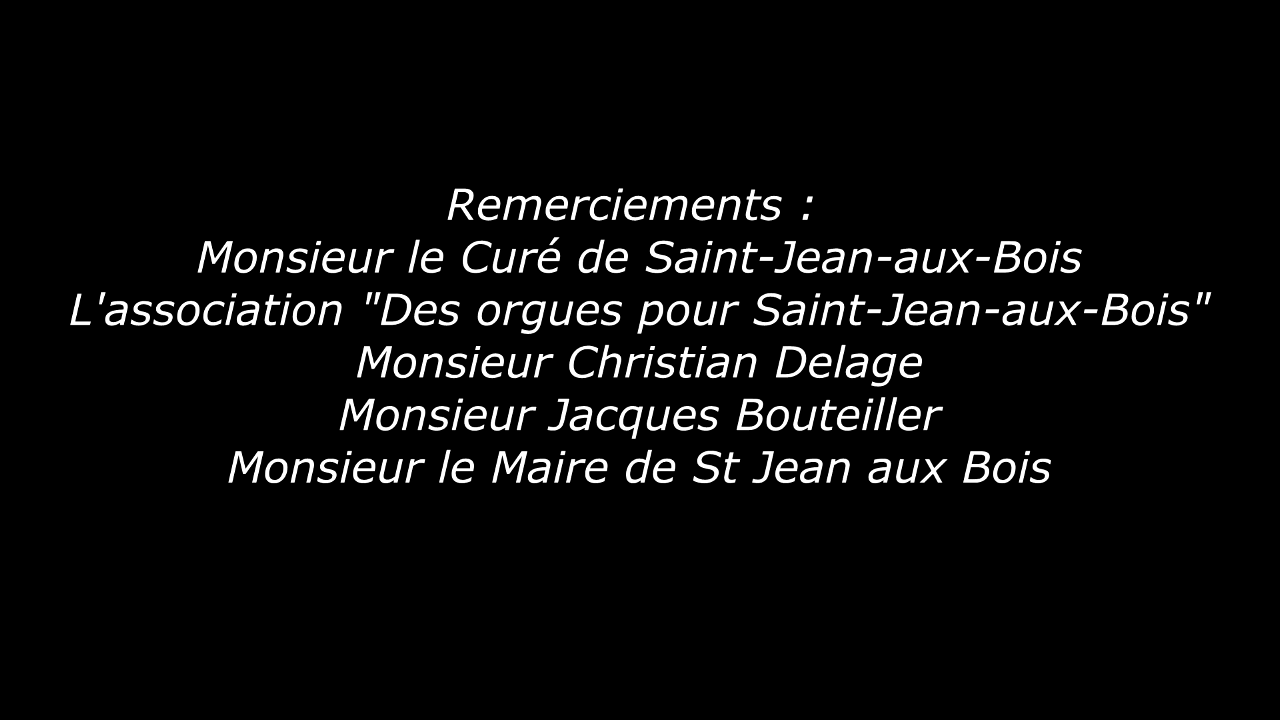 Remerciements :
Monsieur le Curé de Saint-Jean-aux-Bois
L'association "Des orgues pour Saint-Jean-aux-Bois"
Monsieur Christian Delage
Monsieur Jacques Bouteiller
Monsieur le Maire de St Jean aux Bois